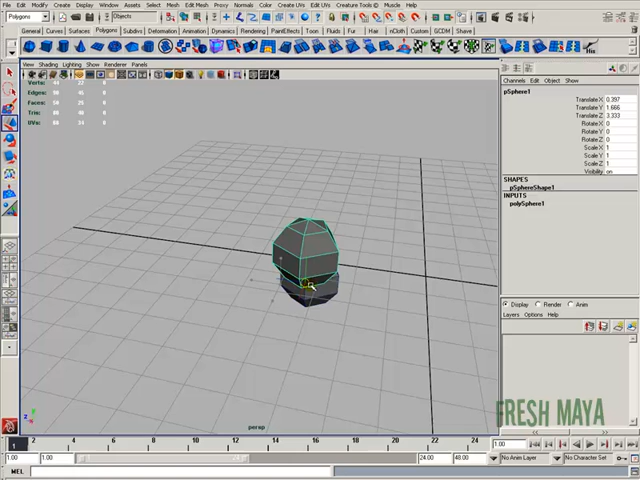 File Edit Modify Create Display Window Assets Select Mesh Edit Mesh Proxy Normals Color Create UVs Edit UVs Creature Tools © Muscle Help
Polygons Objects
General Curves Surfaces Polygons Subdivs Deformation Animation Dynamics Rendering PaintEffects Toon Fluids Fur Hair nCloth Custom GCDM Shave
View Shading Lighting Show Renderer Panels
Verts:
Edges:
Faces:
Tris:
UVs:
Channels Edit Object Show
pSphere1
Translate X 0.397
Translate Y 1.666
Translate Z 3.333
Rotate X 0
Rotate Y 0
Rotate Z 0
Scale X 1
Scale Y 1
Scale Z 1
Visibility on
SHAPES
pSphereShape1
INPUTS
polySphere1
Display Render Anim
Layers Options Help
FRESH MAYA
persp
2 4 6 8 10 12 14 16 18 20 22 24 1.00
1.00 1.00 24.00 48.00 No Anim Layer No Character Set
MEL